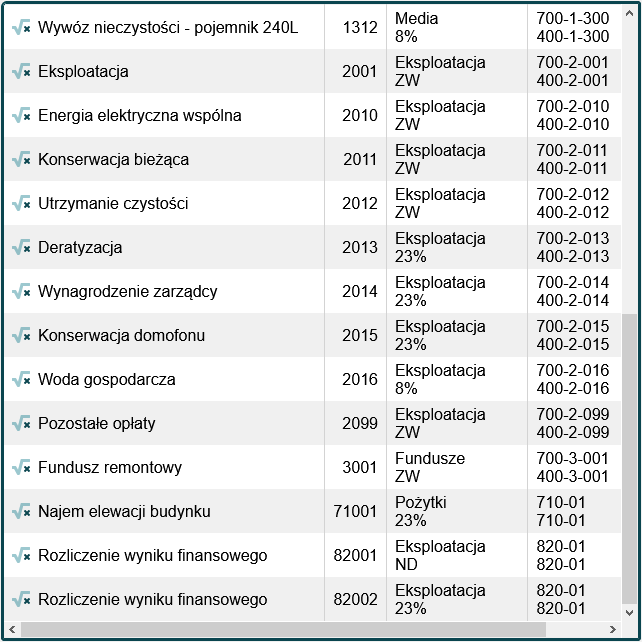 Wywóz nieczystości - pojemnik 240L 1312 Media 8% 700-1-300 400-1-300
Eksploatacja 2001 Eksploatacja ZW 700-2-001 400-2-001
Energia elektryczna wspólna 2010 Eksploatacja ZW 700-2-010 400-2-010
Konserwacja bieżąca 2011 Eksploatacja ZW 700-2-011 400-2-011
Utrzymanie czystości 2012 Eksploatacja ZW 700-2-012 400-2-012
Deratyzacja 2013 Eksploatacja 23% 700-2-013 400-2-013
Wynagrodzenie zarządcy 2014 Eksploatacja 23% 700-2-014 400-2-014
Konserwacja domofonu 2015 Eksploatacja 23% 700-2-015 400-2-015
Woda gospodarcza 2016 Eksploatacja 8% 700-2-016 400-2-016
Pozostałe opłaty 2099 Eksploatacja ZW 700-2-099 400-2-099
Fundusz remontowy 3001 Fundusze ZW 700-3-001 400-3-001
Najem elewacji budynku 71001 Pożytki 23% 710-01 710-01
Rozliczenie wyniku finansowego 82001 Eksploatacja ND 820-01 820-01
Rozliczenie wyniku finansowego 82002 Eksploatacja 23% 820-01 820-01